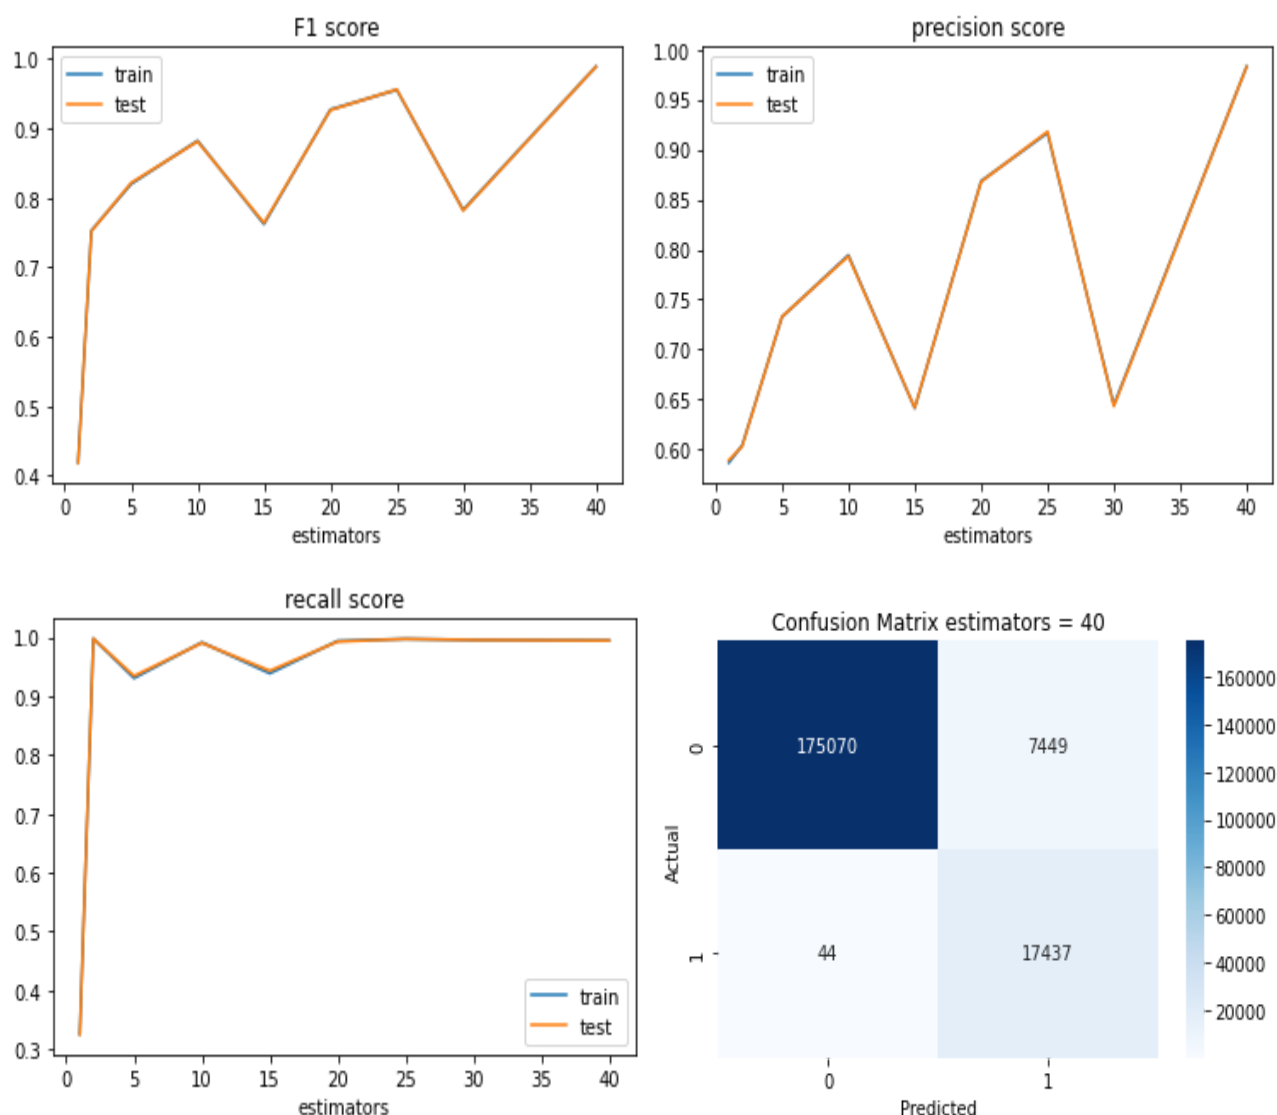 F1 score
1.0
0.9
0.8
0.7
0.6
0.5
0.4
train
test
0 5 10 15 20 25 30 35 40
estimators
precision score
1.00
0.95
0.90
0.85
0.80
0.75
0.70
0.65
0.60
train
test
0 5 10 15 20 25 30 35 40
estimators
recall score
1.0
0.9
0.8
0.7
0.6
0.5
0.4
0.3
train
test
0 5 10 15 20 25 30 35 40
estimators
Confusion Matrix estimators = 40
Actual
0
1
175070 7449
44 17437
0 1
Predicted
160000
140000
120000
100000
80000
60000
40000
20000